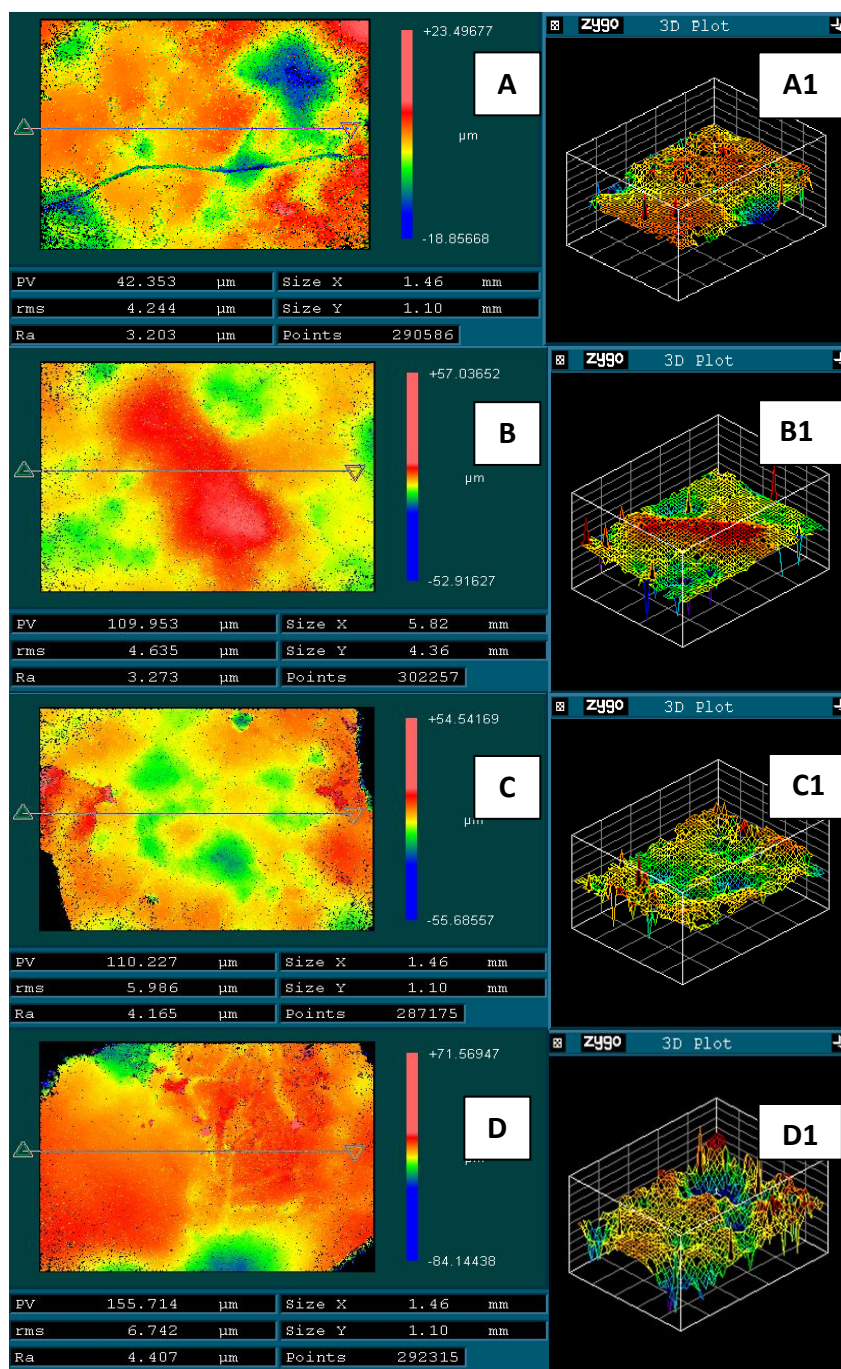 +23.49677
A
µm
-18.85668
PV 42.353 µm Size X 1.46 mm
rms 4.244 µm Size Y 1.10 mm
Ra 3.203 µm Points 290586
zygo 3D Plot
A1
+57.03652
B
µm
-52.91627
PV 109.953 µm Size X 5.82 mm
rms 4.635 µm Size Y 4.36 mm
Ra 3.273 µm Points 302257
zygo 3D Plot
B1
+54.54169
C
µm
-55.68557
PV 110.227 µm Size X 1.46 mm
rms 5.986 µm Size Y 1.10 mm
Ra 4.165 µm Points 287175
zygo 3D Plot
C1
+71.56947
D
-84.14438
PV 155.714 µm Size X 1.46 mm
rms 6.742 µm Size Y 1.10 mm
Ra 4.407 µm Points 292315
zygo 3D Plot
D1